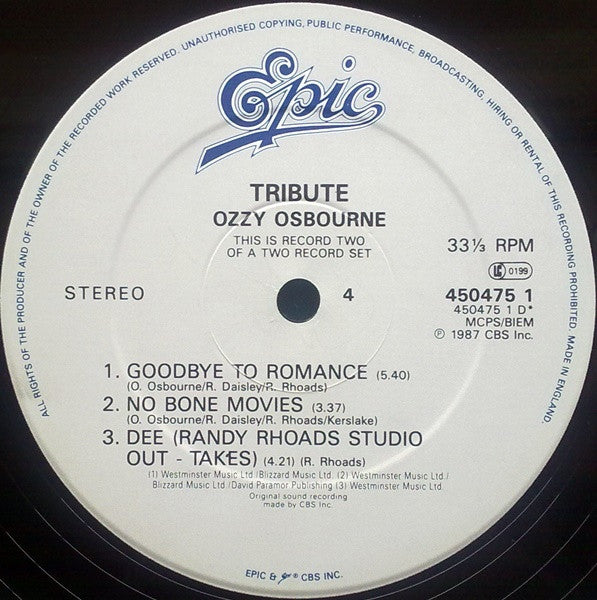 ALL RIGHTS OF THE PRODUCER AND OF THE OWNER OF THE RECORDED WORK RESERVED. UNAUTHORISED COPYING, PUBLIC PERFORMANCE, BROADCASTING, HIRING OR RENTAL OF THIS RECORDING PROHIBITED. MADE IN ENGLAND.
Epic
TRIBUTE
OZZY OSBOURNE
THIS IS RECORD TWO
OF A TWO RECORD SET
33⅓ RPM
LC 0199
STEREO
4
450475 1
450475 1 D*
MCPS/BIEM
℗ 1987 CBS Inc.
1. GOODBYE TO ROMANCE (5.40)
(O. Osbourne/R. Daisley/R. Rhoads)
2. NO BONE MOVIES (3.37)
(O. Osbourne/R. Daisley/R. Rhoads/Kerslake)
3. DEE (RANDY RHOADS STUDIO
OUT - TAKES) (4.21) (R. Rhoads)
(1) Westminster Music Ltd /Blizzard Music Ltd. (2) Westminster Music Ltd./
Blizzard Music Ltd./David Paramor Publishing (3) Westminster Music Ltd.
Original sound recording
made by CBS Inc.
EPIC & ® CBS INC.